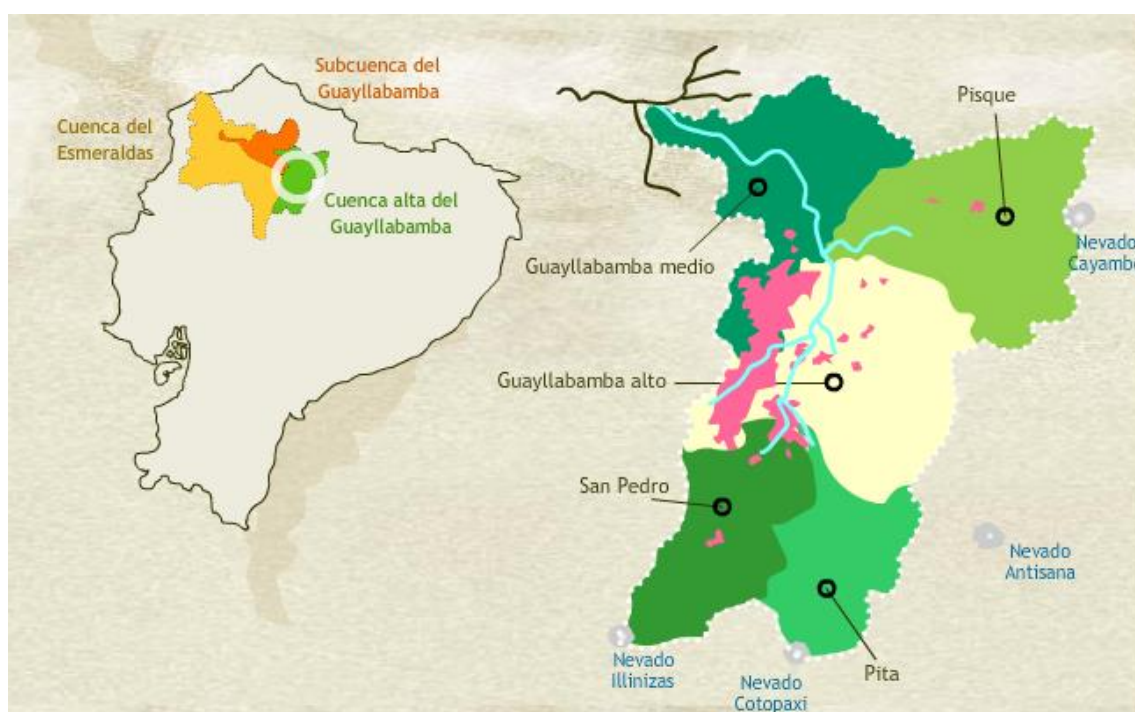 Subcuenca del
Guayllabamba
Cuenca del
Esmeraldas
Cuenca alta del
Guayllabamba
Pisque
Nevado
Cayambe
Guayllabamba medio
Guayllabamba alto
San Pedro
Nevado
Antisana
Nevado
Illinizas
Nevado
Cotopaxi
Pita